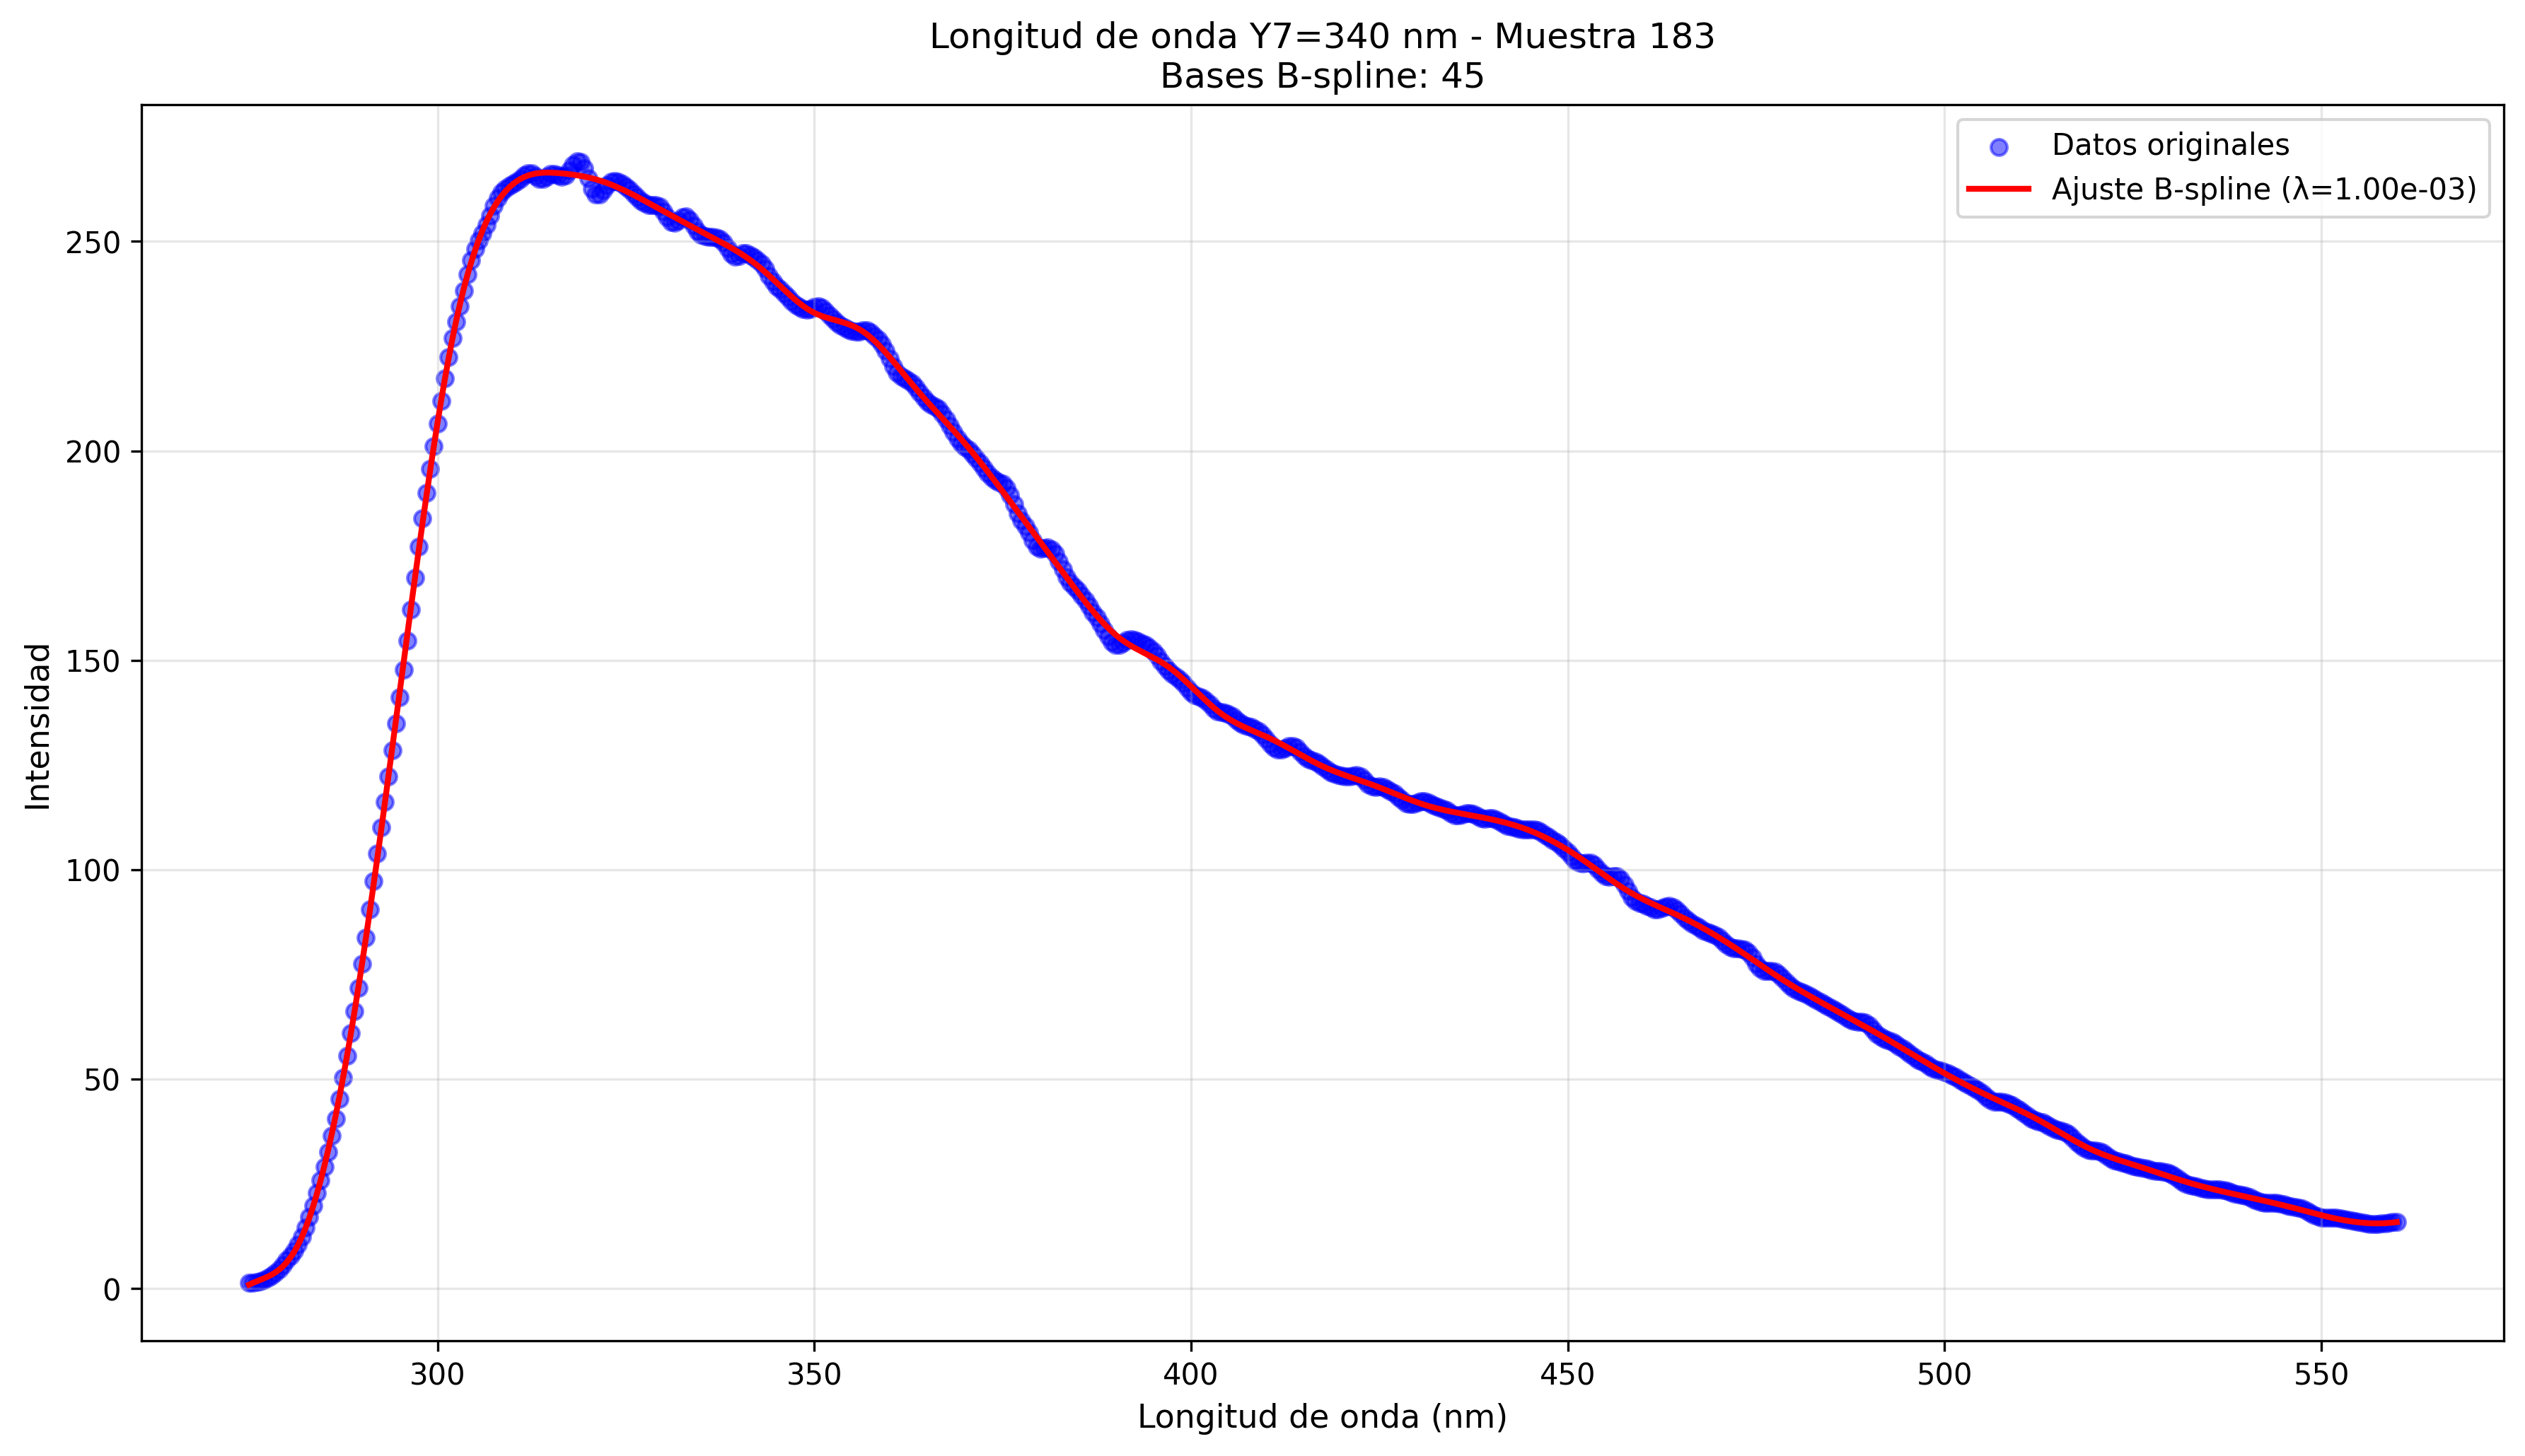 Longitud de onda Y7=340 nm - Muestra 183
Bases B-spline: 45
Datos originales
Ajuste B-spline (λ=1.00e-03)
Intensidad
250
200
150
100
50
0
300 350 400 450 500 550
Longitud de onda (nm)